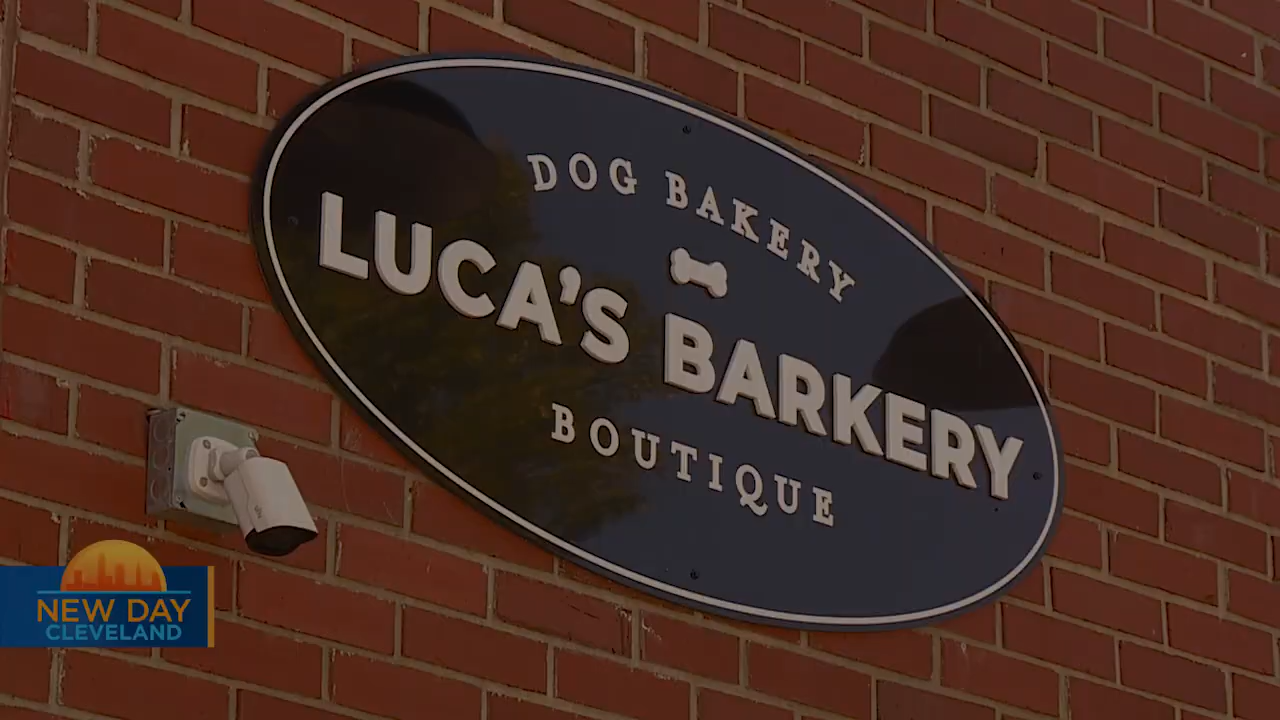 DOG BAKERY
LUCA'S BARKERY
BOUTIQUE
NEW DAY
CLEVELAND